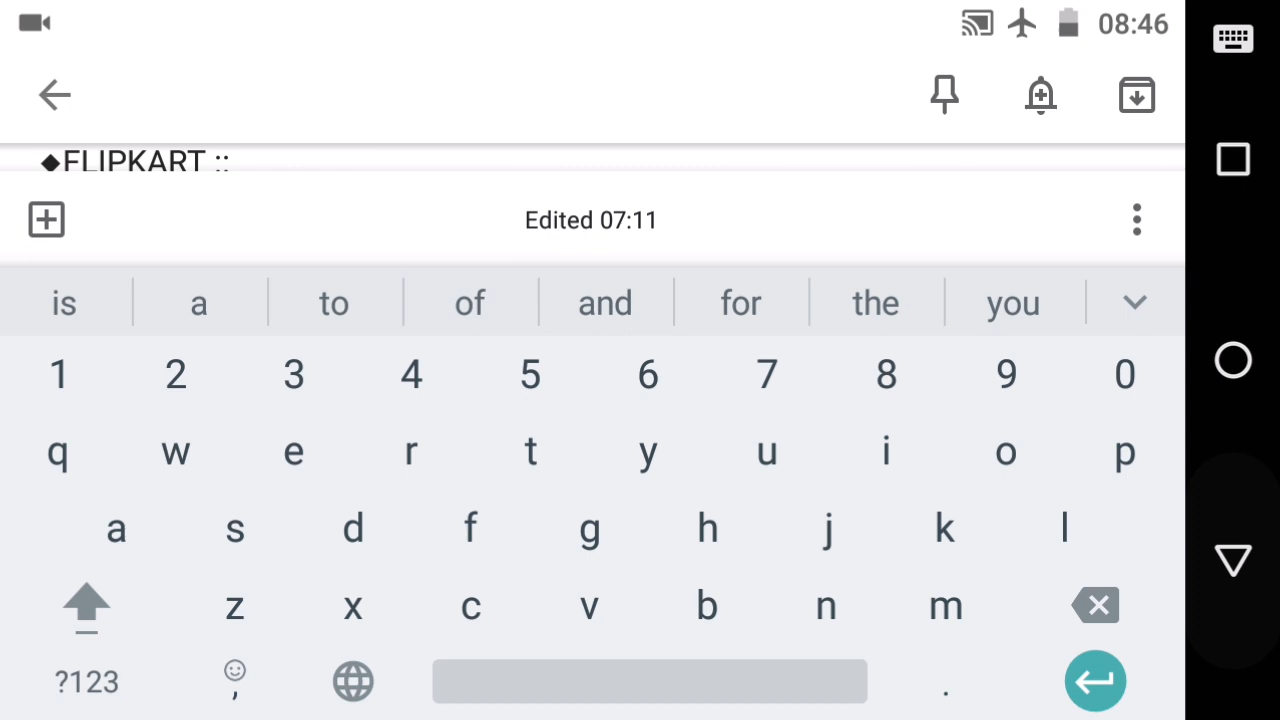 08:46
◆FLIPKART ::
Edited 07:11
is a to of and for the you
1 2 3 4 5 6 7 8 9 0
q w e r t y u i o p
a s d f g h j k l
z x c v b n m
?123 , .